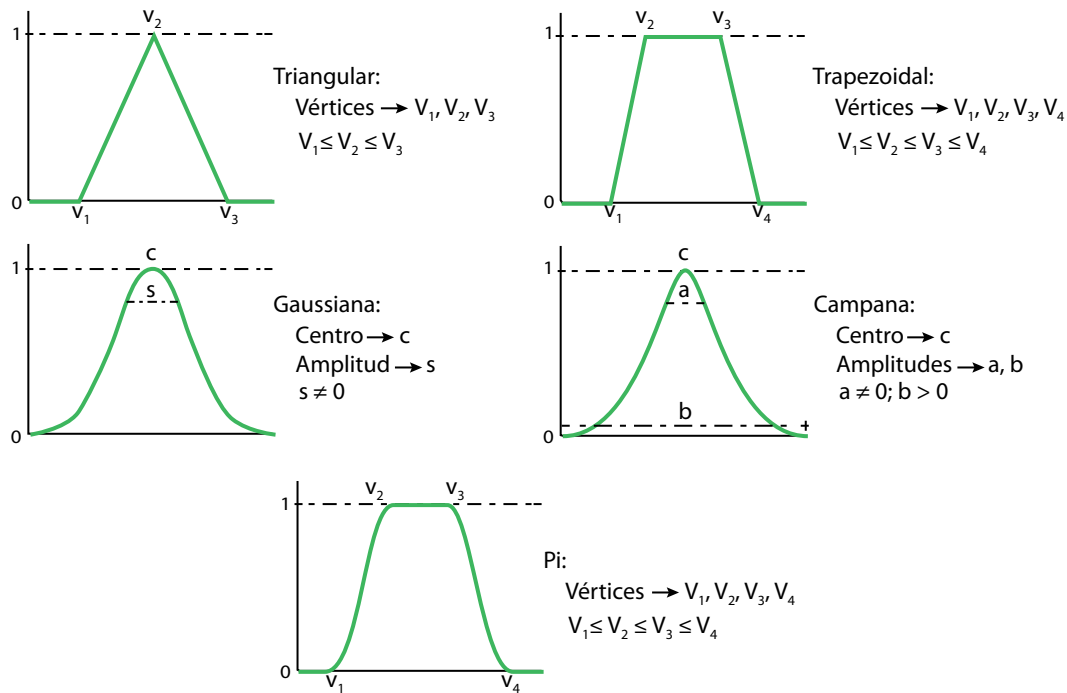 1
v₂
0
v₁
v₃
Triangular:
Vértices → V₁, V₂, V₃
V₁ ≤ V₂ ≤ V₃
1
v₂
v₃
0
v₁
v₄
Trapezoidal:
Vértices → V₁, V₂, V₃, V₄
V₁ ≤ V₂ ≤ V₃ ≤ V₄
1
c
s
0
Gaussiana:
Centro → c
Amplitud → s
s ≠ 0
1
c
a
b
0
Campana:
Centro → c
Amplitudes → a, b
a ≠ 0; b > 0
1
v₂
v₃
0
v₁
v₄
Pi:
Vértices → V₁, V₂, V₃, V₄
V₁ ≤ V₂ ≤ V₃ ≤ V₄